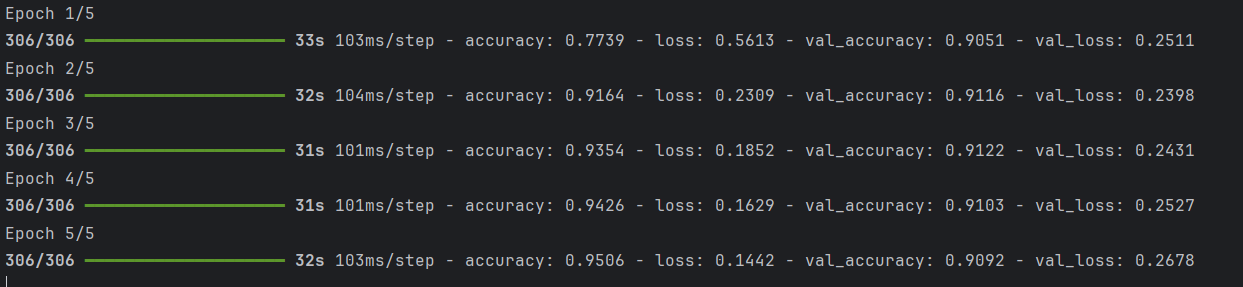 Epoch 1/5
306/306 ━━━━━━━━━━━━━━━━━━━━ 33s 103ms/step - accuracy: 0.7739 - loss: 0.5613 - val_accuracy: 0.9051 - val_loss: 0.2511
Epoch 2/5
306/306 ━━━━━━━━━━━━━━━━━━━━ 32s 104ms/step - accuracy: 0.9164 - loss: 0.2309 - val_accuracy: 0.9116 - val_loss: 0.2398
Epoch 3/5
306/306 ━━━━━━━━━━━━━━━━━━━━ 31s 101ms/step - accuracy: 0.9354 - loss: 0.1852 - val_accuracy: 0.9122 - val_loss: 0.2431
Epoch 4/5
306/306 ━━━━━━━━━━━━━━━━━━━━ 31s 101ms/step - accuracy: 0.9426 - loss: 0.1629 - val_accuracy: 0.9103 - val_loss: 0.2527
Epoch 5/5
306/306 ━━━━━━━━━━━━━━━━━━━━ 32s 103ms/step - accuracy: 0.9506 - loss: 0.1442 - val_accuracy: 0.9092 - val_loss: 0.2678